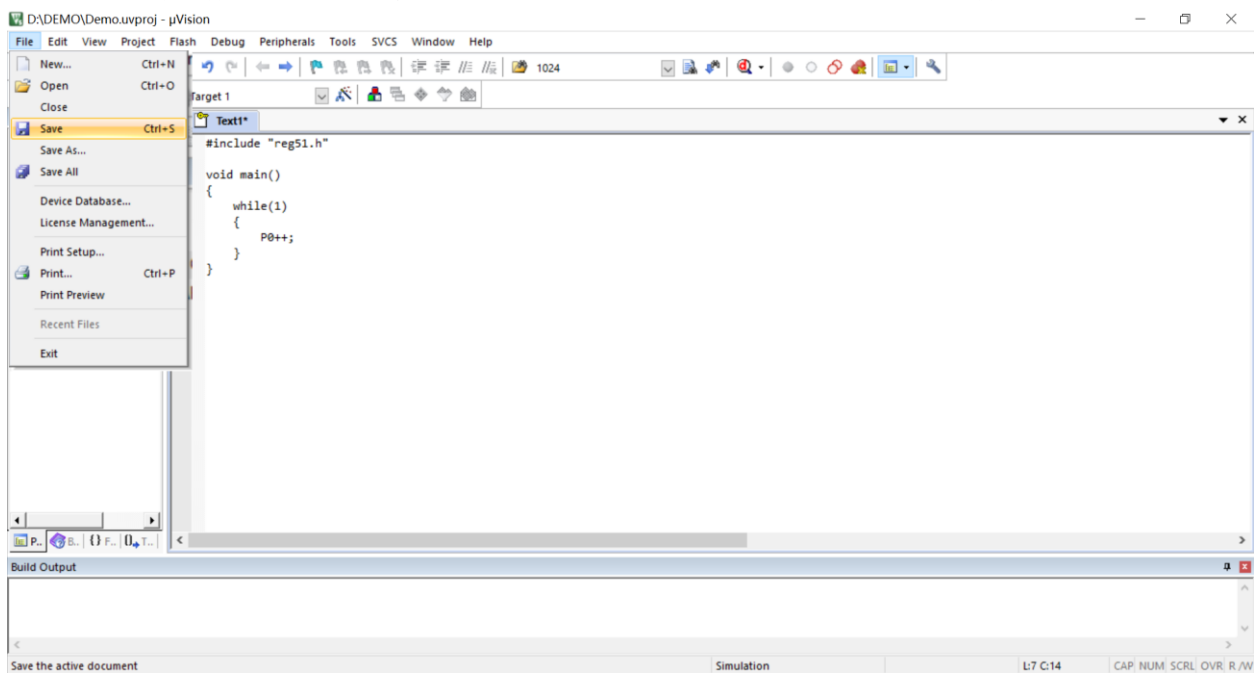 D:\DEMO\Demo.uvproj - µVision
File Edit View Project Flash Debug Peripherals Tools SVCS Window Help
New... Ctrl+N
1024
Open Ctrl+O
Target 1
Close
Save Ctrl+S
Text1*
Save As...
Save All
Device Database...
License Management...
Print Setup...
Print... Ctrl+P
Print Preview
Recent Files
Exit
#include "reg51.h"
void main()
{
while(1)
{
P0++;
}
}
P.. B.. {} F.. 0 T..
Build Output
Save the active document Simulation L:7 C:14 CAP NUM SCRL OVR R/W